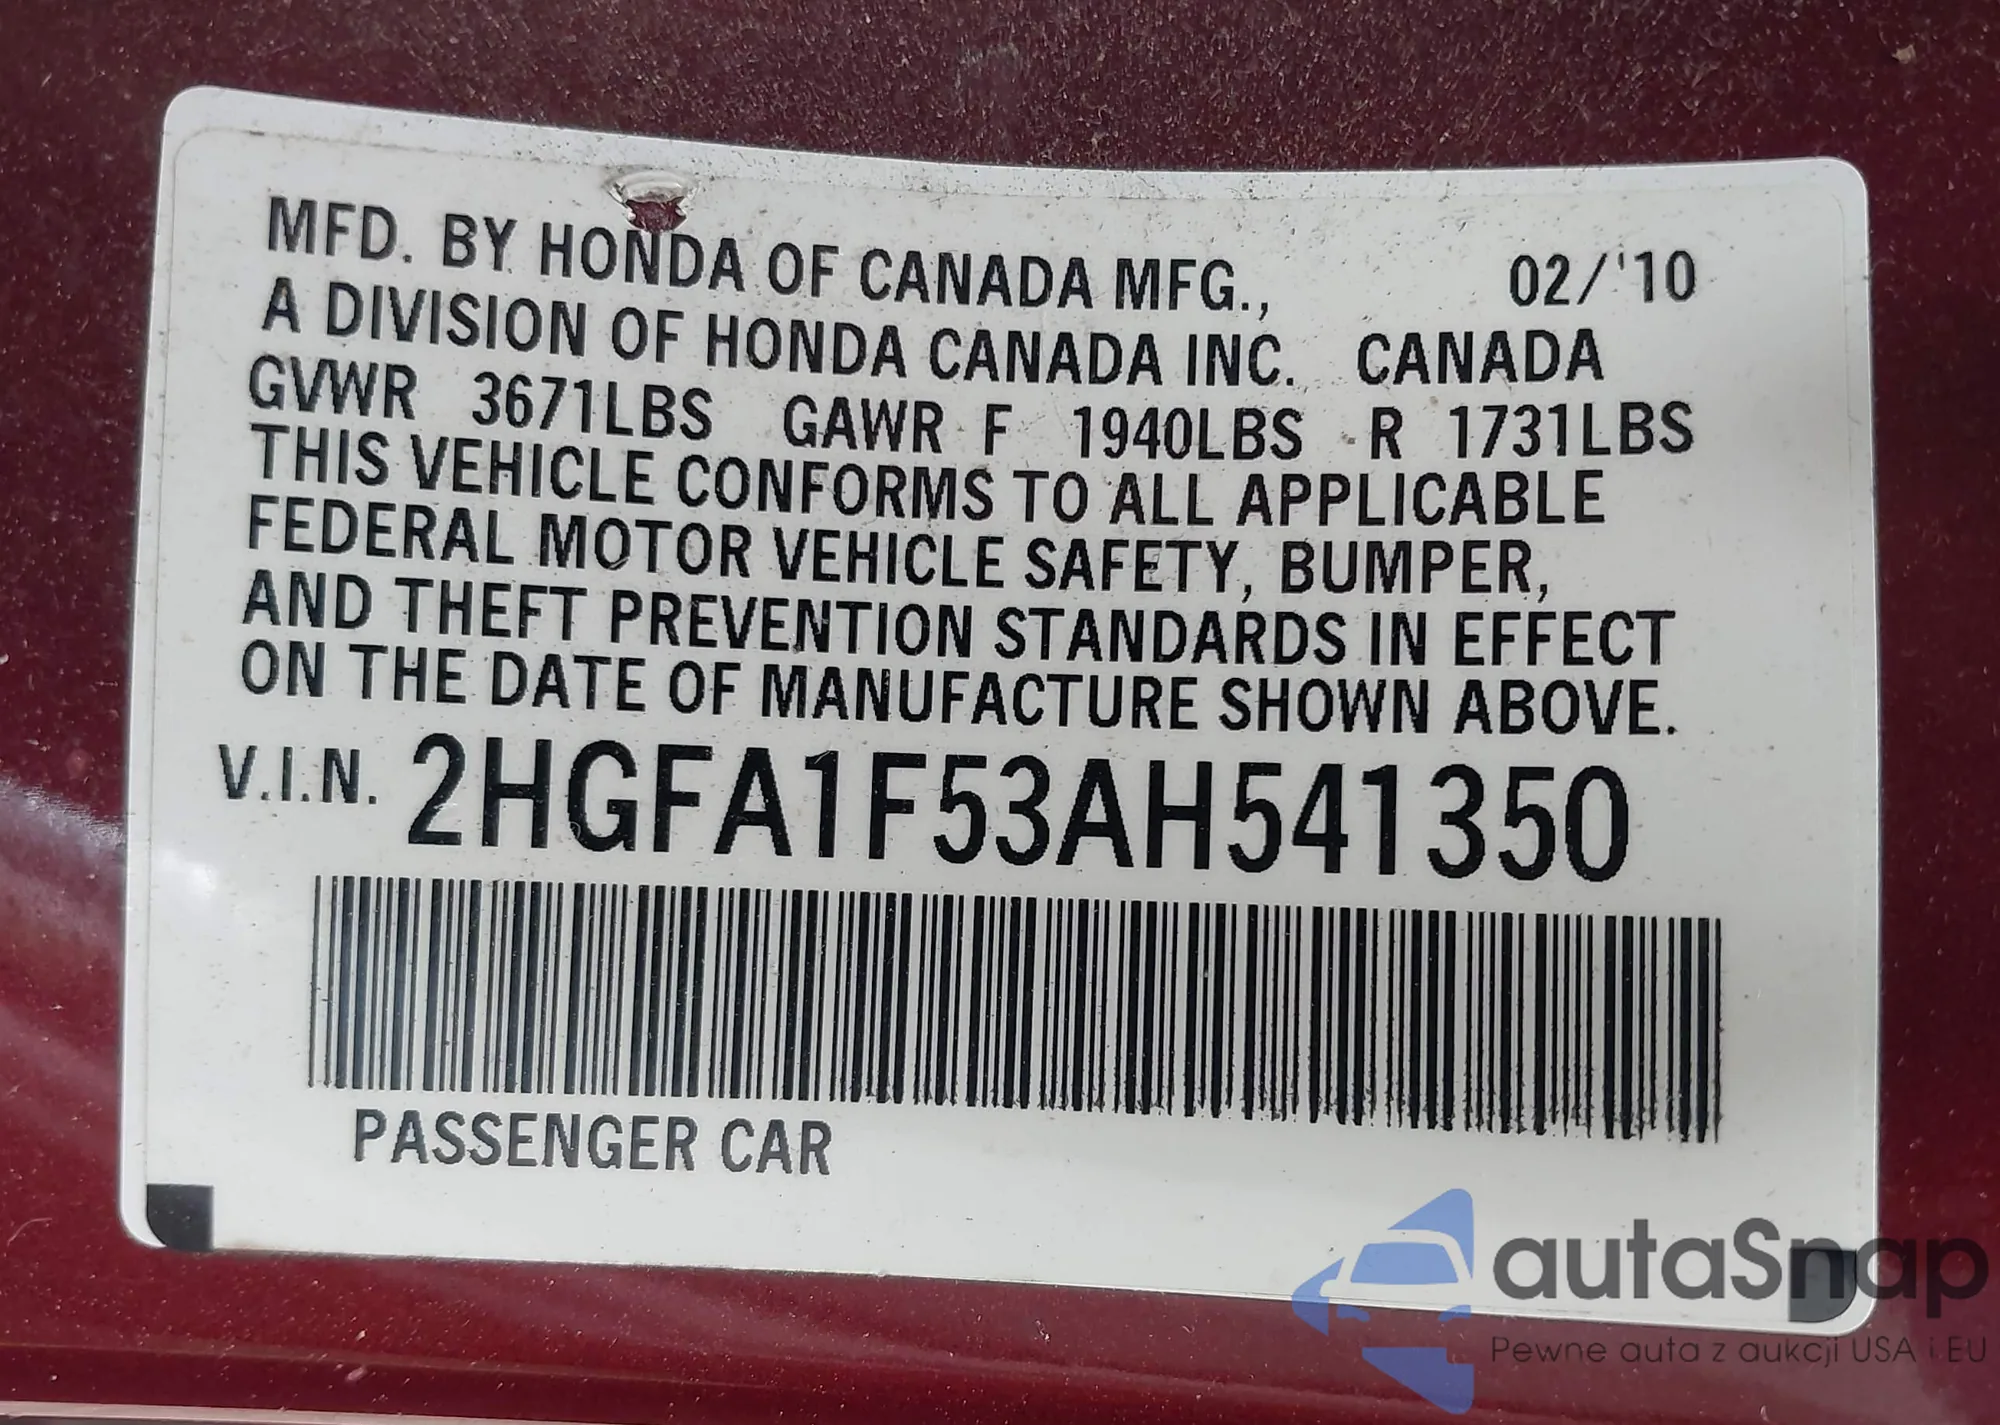 MFD. BY HONDA OF CANADA MFG., 02/'10
A DIVISION OF HONDA CANADA INC. CANADA
GVWR 3671LBS GAWR F 1940LBS R 1731LBS
THIS VEHICLE CONFORMS TO ALL APPLICABLE
FEDERAL MOTOR VEHICLE SAFETY, BUMPER,
AND THEFT PREVENTION STANDARDS IN EFFECT
ON THE DATE OF MANUFACTURE SHOWN ABOVE.
V.I.N. 2HGFA1F53AH541350
PASSENGER CAR
autaSnap
Pewne auta z aukcji USA i EU